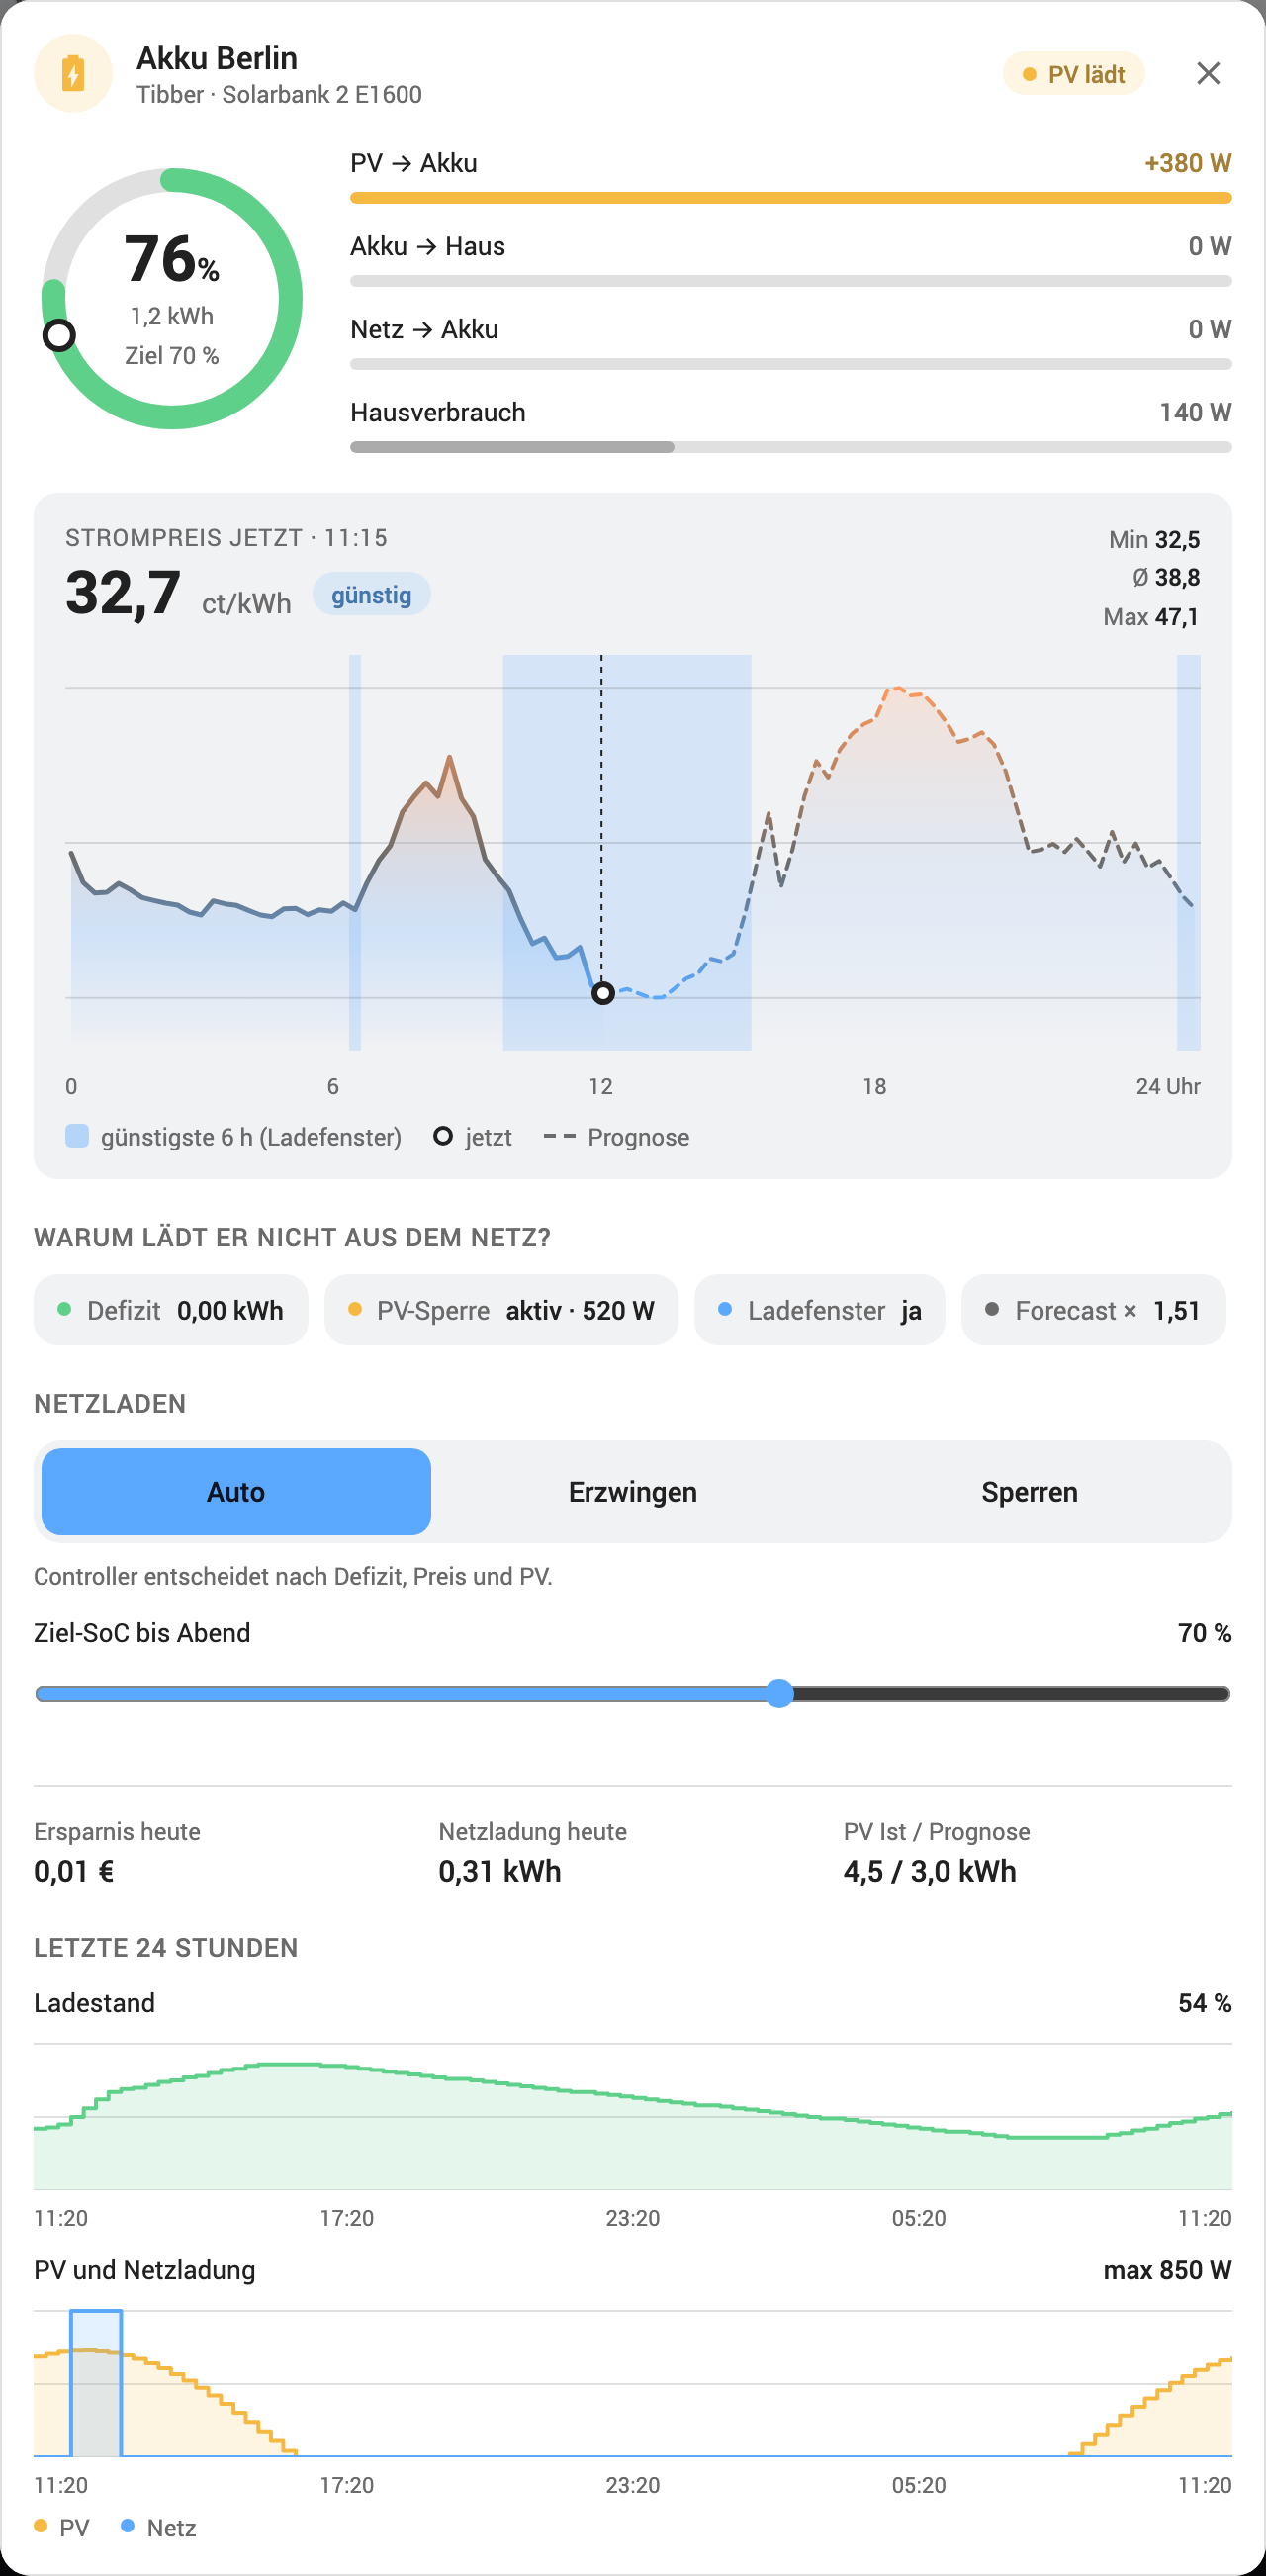 Akku Berlin
Tibber · Solarbank 2 E1600
PV lädt
76%
1,2 kWh
Ziel 70 %
PV → Akku +380 W
Akku → Haus 0 W
Netz → Akku 0 W
Hausverbrauch 140 W
STROMPREIS JETZT · 11:15
32,7 ct/kWh günstig
Min 32,5
Ø 38,8
Max 47,1
0 6 12 18 24 Uhr
günstigste 6 h (Ladefenster) jetzt Prognose
WARUM LÄDT ER NICHT AUS DEM NETZ?
Defizit 0,00 kWh PV-Sperre aktiv · 520 W Ladefenster ja Forecast × 1,51
NETZLADEN
Auto Erzwingen Sperren
Controller entscheidet nach Defizit, Preis und PV.
Ziel-SoC bis Abend 70 %
Ersparnis heute Netzladung heute PV Ist / Prognose
0,01 € 0,31 kWh 4,5 / 3,0 kWh
LETZTE 24 STUNDEN
Ladestand 54 %
11:20 17:20 23:20 05:20 11:20
PV und Netzladung max 850 W
11:20 17:20 23:20 05:20 11:20
PV Netz